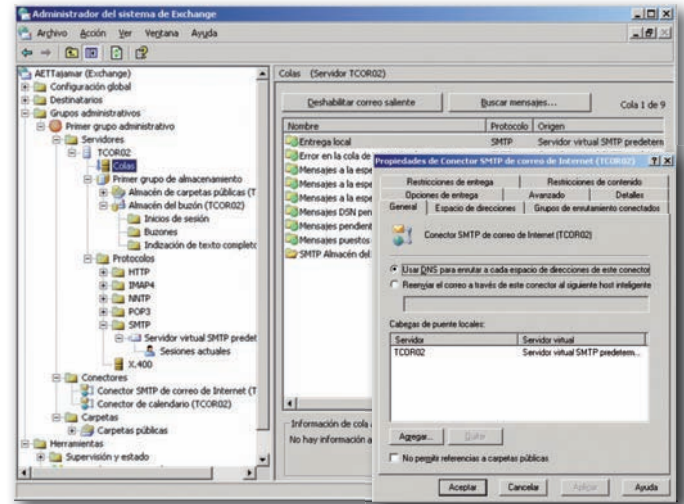 Administrador del sistema de Exchange
Archivo Acción Ver Ventana Ayuda
AETTajamar (Exchange)
Configuración global
Destinatarios
Grupos administrativos
Primer grupo administrativo
Servidores
TCOR02
Colas
Primer grupo de almacenamiento
Almacén de carpetas públicas (T
Almacén del buzón (TCOR02)
Inicios de sesión
Buzones
Indización de texto completo
Protocolos
HTTP
IMAP4
NNTP
POP3
SMTP
Servidor virtual SMTP predet
Sesiones actuales
X.400
Conectores
Conector SMTP de correo de Internet (T
Conector de calendario (TCOR02)
Carpetas
Carpetas públicas
Herramientas
Supervisión y estado
Colas (Servidor TCOR02)
Deshabilitar correo saliente Buscar mensajes... Cola 1 de 9
Nombre Protocolo Origen
Entrega local SMTP Servidor virtual SMTP predeterm
Error en la cola de
Mensajes a la espe
Mensajes a la espe
Mensajes a la espe
Mensajes DSN pen
Mensajes pendient
Mensajes puestos
SMTP Almacén del
Información de cola
No hay información a
Propiedades de Conector SMTP de correo de Internet (TCOR02)
Restricciones de entrega Restricciones de contenido
Opciones de entrega Avanzado Detalles
General Espacio de direcciones Grupos de enrutamiento conectados
Conector SMTP de correo de Internet (TCOR02)
Usar DNS para enrutar a cada espacio de direcciones de este conector
Reenviar el correo a través de este conector al siguiente host inteligente
Cabezas de puente locales:
Servidor Servidor virtual
TCOR02 Servidor virtual SMTP predeterm...
Agregar... Quitar
No permitir referencias a carpetas públicas
Aceptar Cancelar Aplicar Ayuda